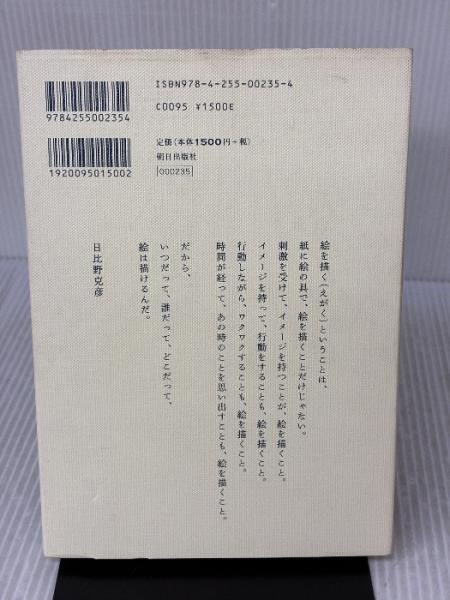 ISBN978-4-255-00235-4
C0095 ¥1500E
9784255002354
定価(本体1500円+税)
朝日出版社
000235
1920095015002
絵を描く(えがく)ということは、
紙に絵の具で、絵を描くことだけじゃない。
刺激を受けて、イメージを持つことが、絵を描くこと。
イメージを持って、行動をすることも、絵を描くこと。
行動しながら、ワクワクすることも、絵を描くこと。
時間が経って、あの時のことを思い出すことも、絵を描くこと。
だから、
いつだって、誰だって、どこだって、
絵は描けるんだ。
日比野克彦